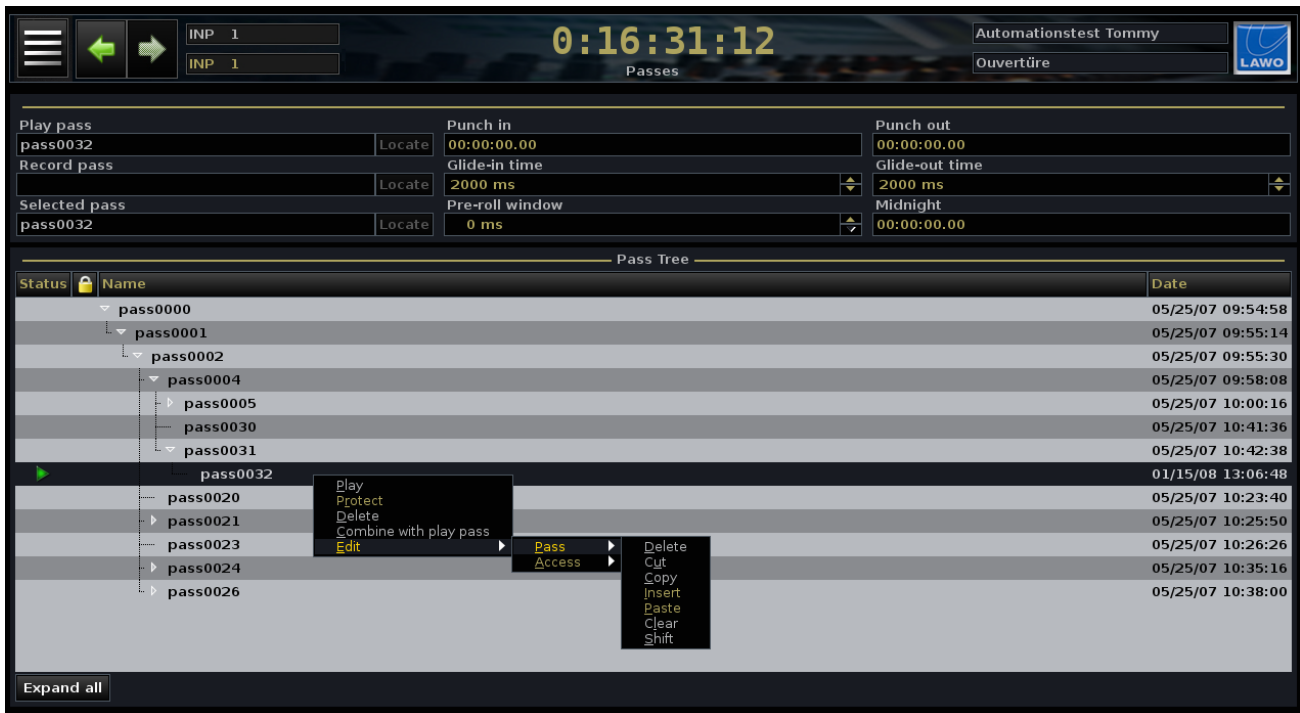 INP 1
INP 1
0:16:31:12
Passes
Automationstest Tommy
Ouvertüre
LAWO
Play pass
Punch in
Punch out
pass0032 Locate 00:00:00.00 00:00:00.00
Record pass
Glide-in time
Glide-out time
Locate 2000 ms 2000 ms
Selected pass
Pre-roll window
Midnight
pass0032 Locate 0 ms 00:00:00.00
Pass Tree
Status Name Date
pass0000 05/25/07 09:54:58
pass0001 05/25/07 09:55:14
pass0002 05/25/07 09:55:30
pass0004 05/25/07 09:58:08
pass0005 05/25/07 10:00:16
pass0030 05/25/07 10:41:36
pass0031 05/25/07 10:42:38
pass0032 01/15/08 13:06:48
pass0020 05/25/07 10:23:40
pass0021 05/25/07 10:25:50
pass0023 05/25/07 10:26:26
pass0024 05/25/07 10:35:16
pass0026 05/25/07 10:38:00
Play
Protect
Delete
Combine with play pass
Edit
Pass
Access
Delete
Cut
Copy
Insert
Paste
Clear
Shift
Expand all